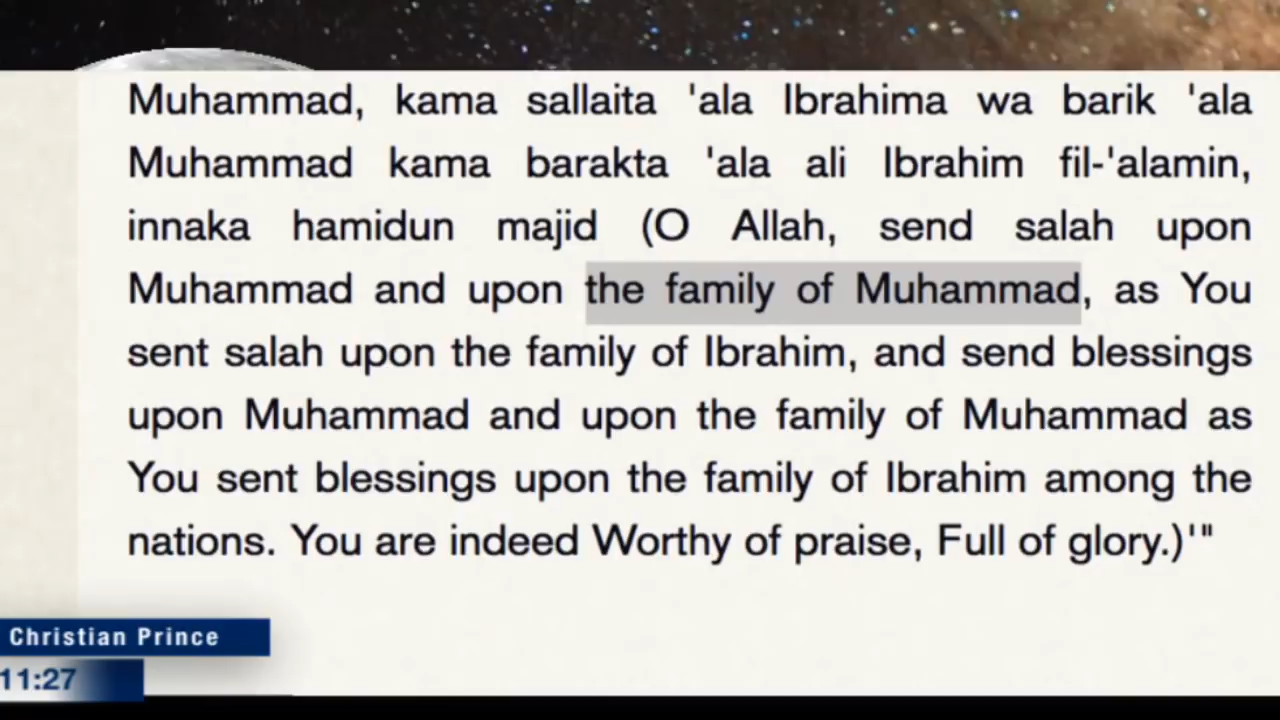 Muhammad, kama sallaita 'ala Ibrahima wa barik 'ala
Muhammad kama barakta 'ala ali Ibrahim fil-'alamin,
innaka hamidun majid (O Allah, send salah upon
Muhammad and upon the family of Muhammad, as You
sent salah upon the family of Ibrahim, and send blessings
upon Muhammad and upon the family of Muhammad as
You sent blessings upon the family of Ibrahim among the
nations. You are indeed Worthy of praise, Full of glory.)'"
Christian Prince
11:27